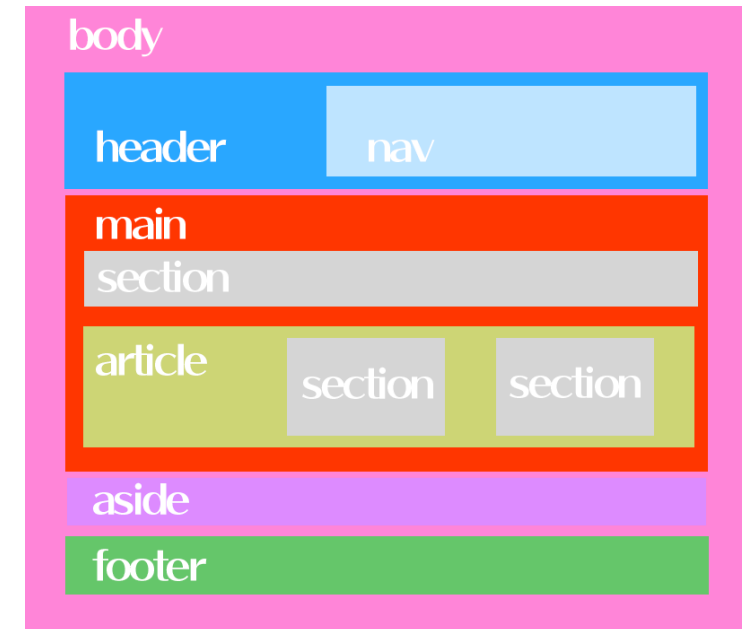 body
header
nav
main
section
article
section
section
aside
footer